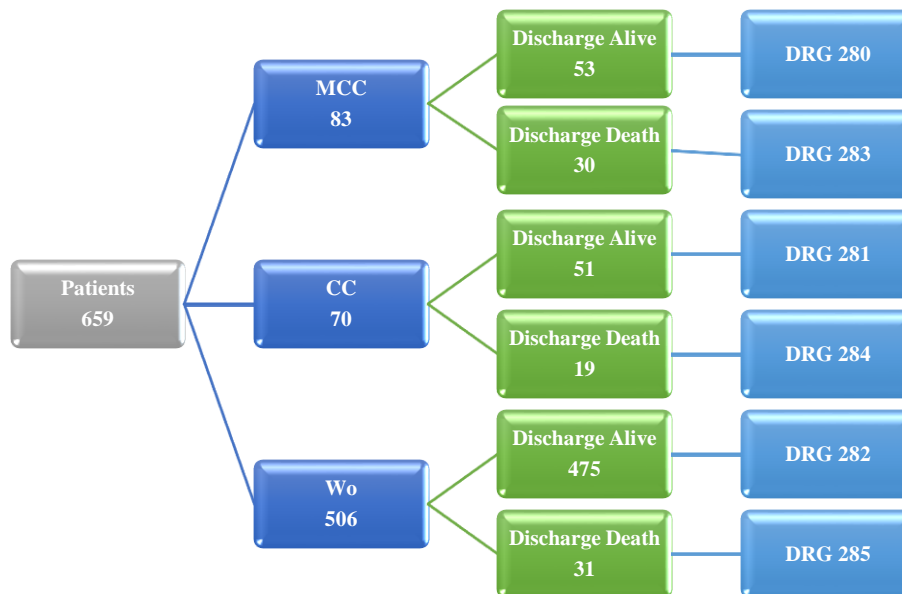 Patients
659
MCC
83
Discharge Alive
53
DRG 280
Discharge Death
30
DRG 283
CC
70
Discharge Alive
51
DRG 281
Discharge Death
19
DRG 284
Wo
506
Discharge Alive
475
DRG 282
Discharge Death
31
DRG 285